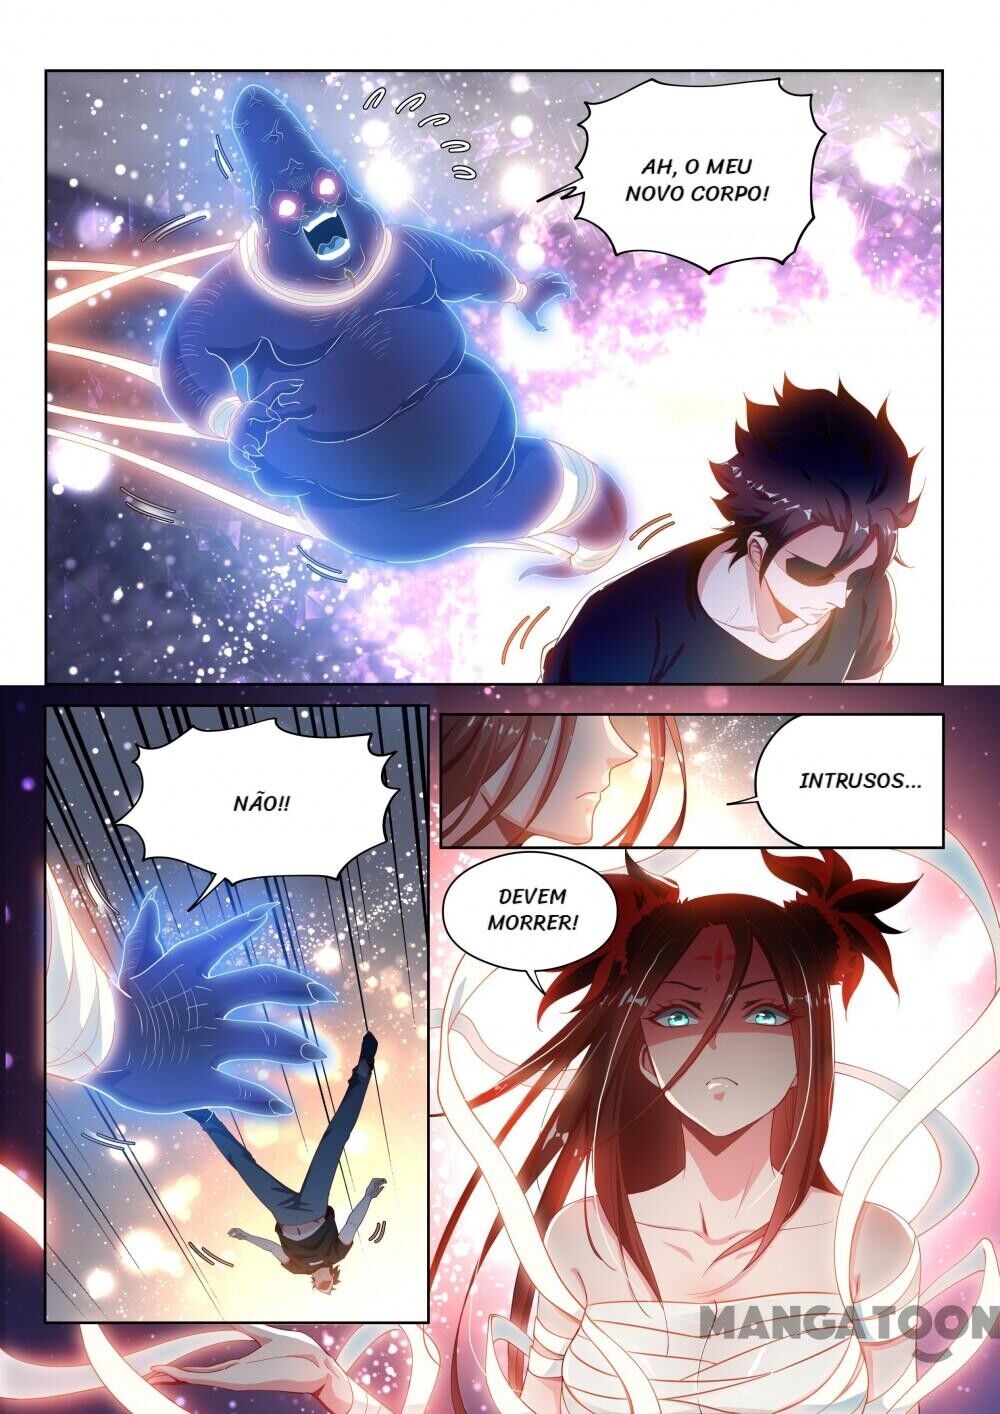 AH, O MEU
NOVO CORPO!
NÃO!!
INTRUSOS...
DEVEM
MORRER!
MANGATOON